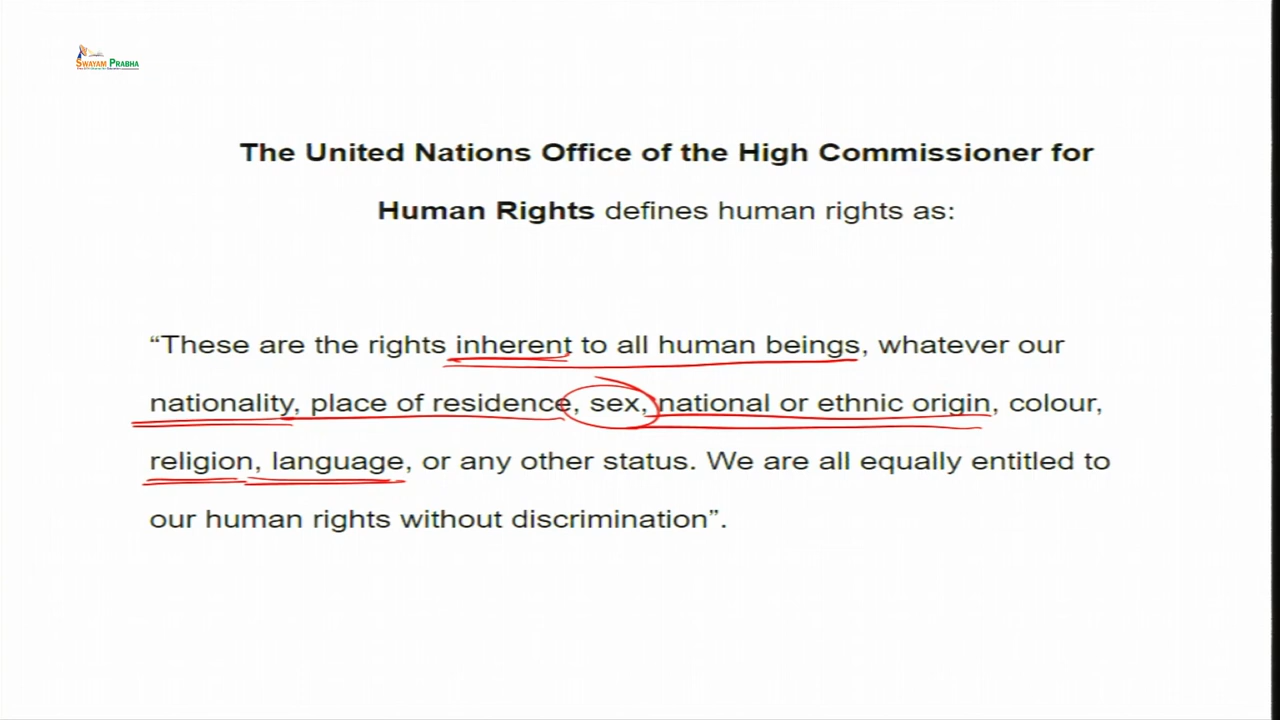 SWAYAM PRABHA
The United Nations Office of the High Commissioner for
Human Rights defines human rights as:
“These are the rights inherent to all human beings, whatever our
nationality, place of residence, sex, national or ethnic origin, colour,
religion, language, or any other status. We are all equally entitled to
our human rights without discrimination”.